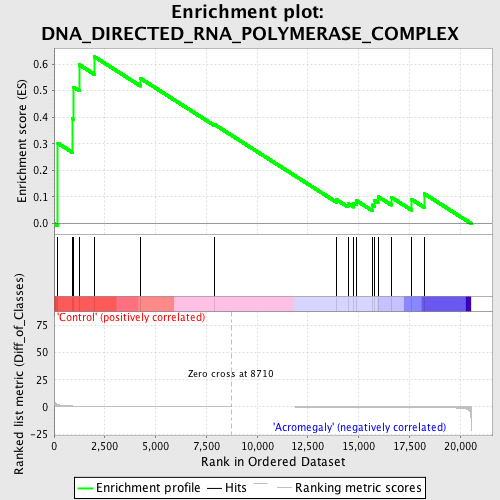 Enrichment plot:
DNA_DIRECTED_RNA_POLYMERASE_COMPLEX
Enrichment score (ES)
0.6
0.5
0.4
0.3
0.2
0.1
0.0
'Control' (positively correlated)
Ranked list metric (Diff_of_Classes)
75
50
25
0
-25
Zero cross at 8710
'Acromegaly' (negatively correlated)
0 2,500 5,000 7,500 10,000 12,500 15,000 17,500 20,000
Rank in Ordered Dataset
Enrichment profile Hits Ranking metric scores